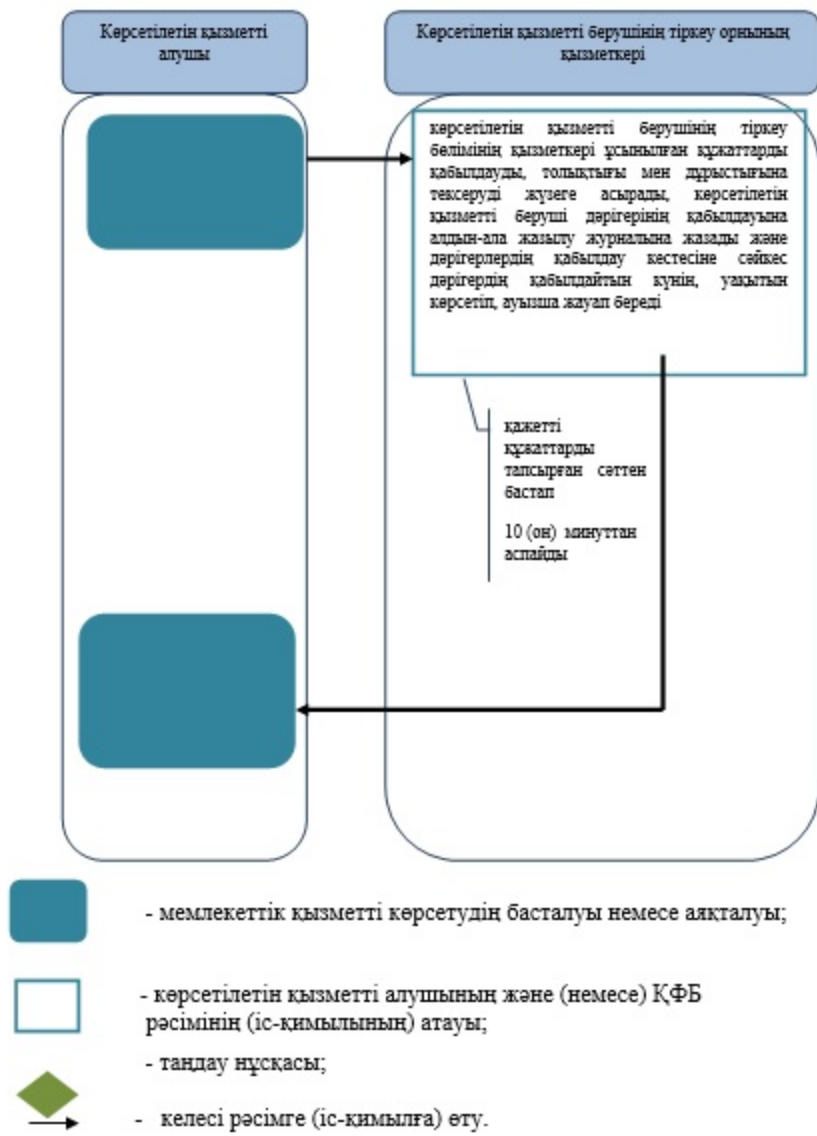 Көрсетілетін қызметті
алушы
Көрсетілетін қызметті берушінің тіркеу орнының
қызметкері
көрсетілетін қызметті берушінің тіркеу
бөлімінің қызметкері ұсынылған құжаттарды
қабылдауды, толықтығы мен дұрыстығына
тексеруді жүзеге асырады, көрсетілетін
қызметті беруші дәрігерінің қабылдауына
алдын-ала жазылу журналына жазады және
дәрігерлердің қабылдау кестесіне сәйкес
дәрігердің қабылдайтын күнін, уақытын
көрсетіп, ауызша жауап береді
қажетті
құжаттарды
тапсырған сәттен
бастап
10 (он) минуттан
аспайды
- мемлекеттік қызметті көрсетудің басталуы немесе аяқталуы;
- көрсетілетін қызметті алушының және (немесе) ҚФБ
рәсімінің (іс-қимылының) атауы;
- таңдау нұсқасы;
- келесі рәсімге (іс-қимылға) өту.